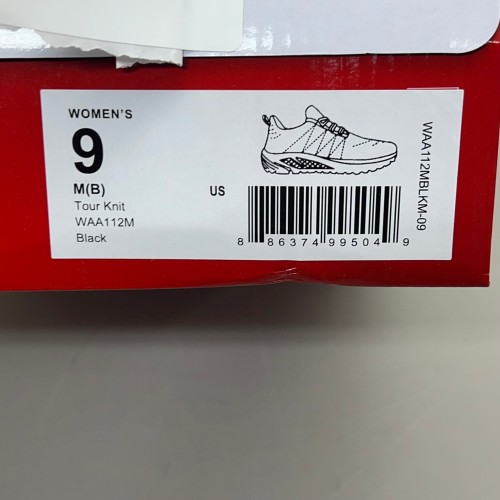 WOMEN'S
9
M(B)
US
Tour Knit
WAA112M
Black
8 86374 99504 9
WAA112MBLKM-09